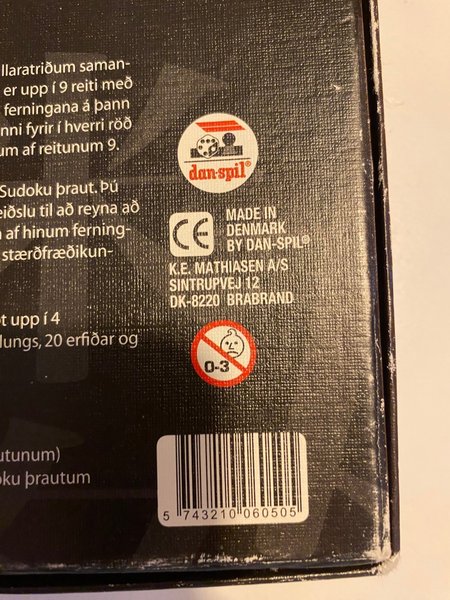 llaratriðum saman-
er upp í 9 reiti með
ferningana á þann
nni fyrir í hverri röð
um af reitunum 9.
Sudoku þraut. Þú
eiðslu til að reyna að
af hinum ferning-
stærðfræðikun-
t upp í 4
lungs, 20 erfiðar og
utunum)
oku þrautum
dan-spil®
CE
MADE IN
DENMARK
BY DAN-SPIL®
K.E. MATHIASEN A/S
SINTRUPVEJ 12
DK-8220 BRABRAND
0-3
5 743210 060505